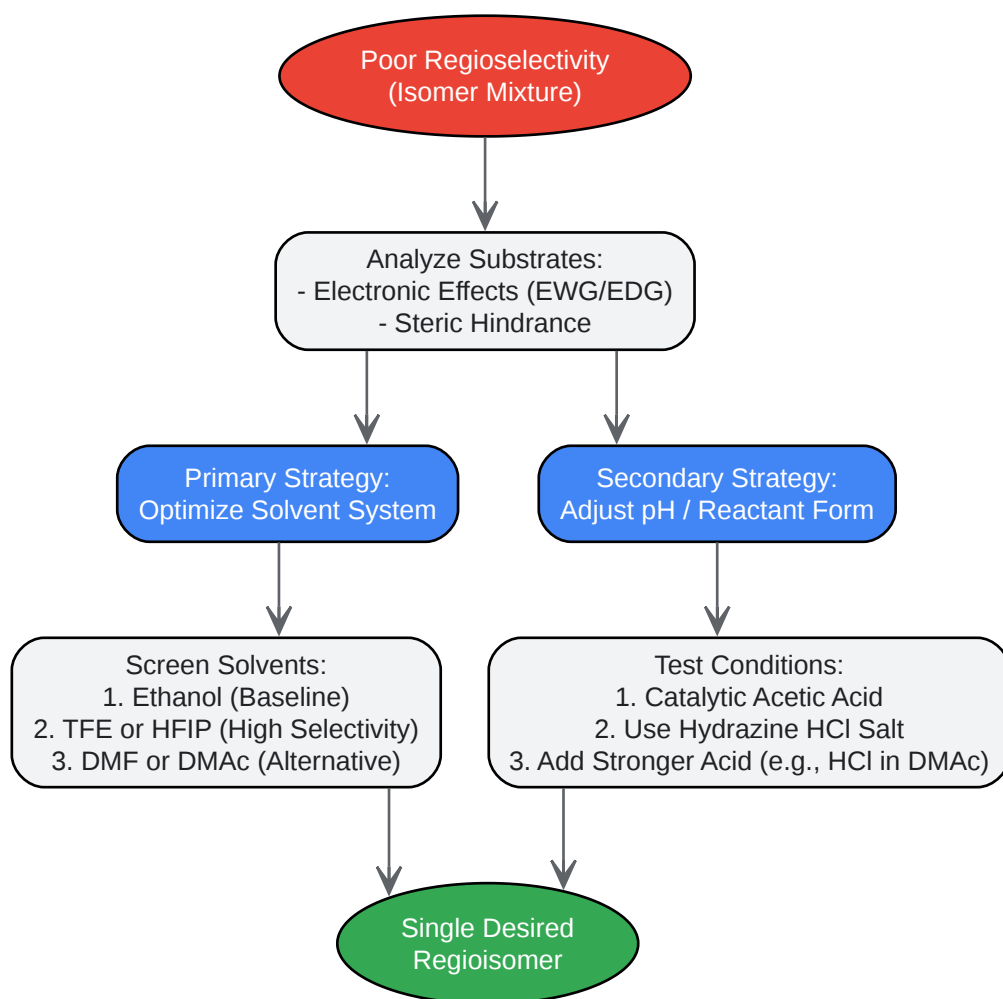 Poor Regioselectivity
(Isomer Mixture)
Analyze Substrates:
- Electronic Effects (EWG/EDG)
- Steric Hindrance
Primary Strategy:
Optimize Solvent System
Secondary Strategy:
Adjust pH / Reactant Form
Screen Solvents:
1. Ethanol (Baseline)
2. TFE or HFIP (High Selectivity)
3. DMF or DMAc (Alternative)
Test Conditions:
1. Catalytic Acetic Acid
2. Use Hydrazine HCl Salt
3. Add Stronger Acid (e.g., HCl in DMAc)
Single Desired
Regioisomer